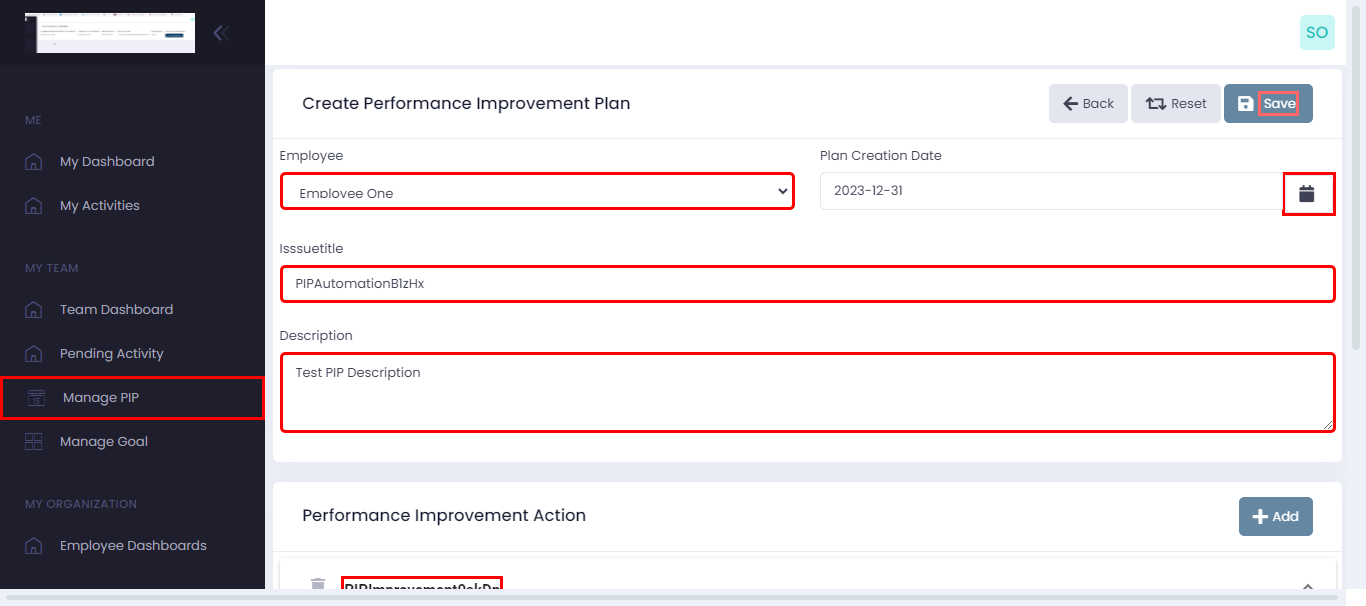 SO
ME
My Dashboard
My Activities
MY TEAM
Team Dashboard
Pending Activity
Manage PIP
Manage Goal
MY ORGANIZATION
Employee Dashboards
Create Performance Improvement Plan
Back
Reset
Save
Employee
Plan Creation Date
Employee One
2023-12-31
Isssuetitle
PIPAutomationB1zHx
Description
Test PIP Description
Performance Improvement Action
Add